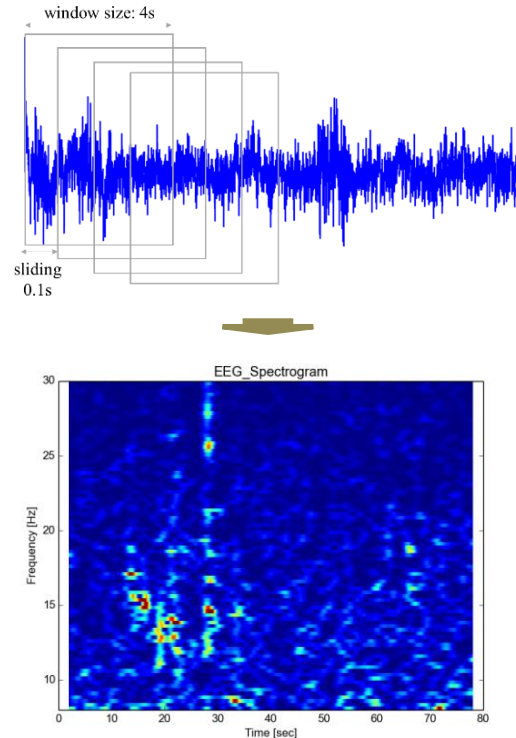 window size: 4s
sliding
0.1s
EEG_Spectrogram
30
25
20
15
10
Frequency [Hz]
0 10 20 30 40 50 60 70 80
Time [sec]